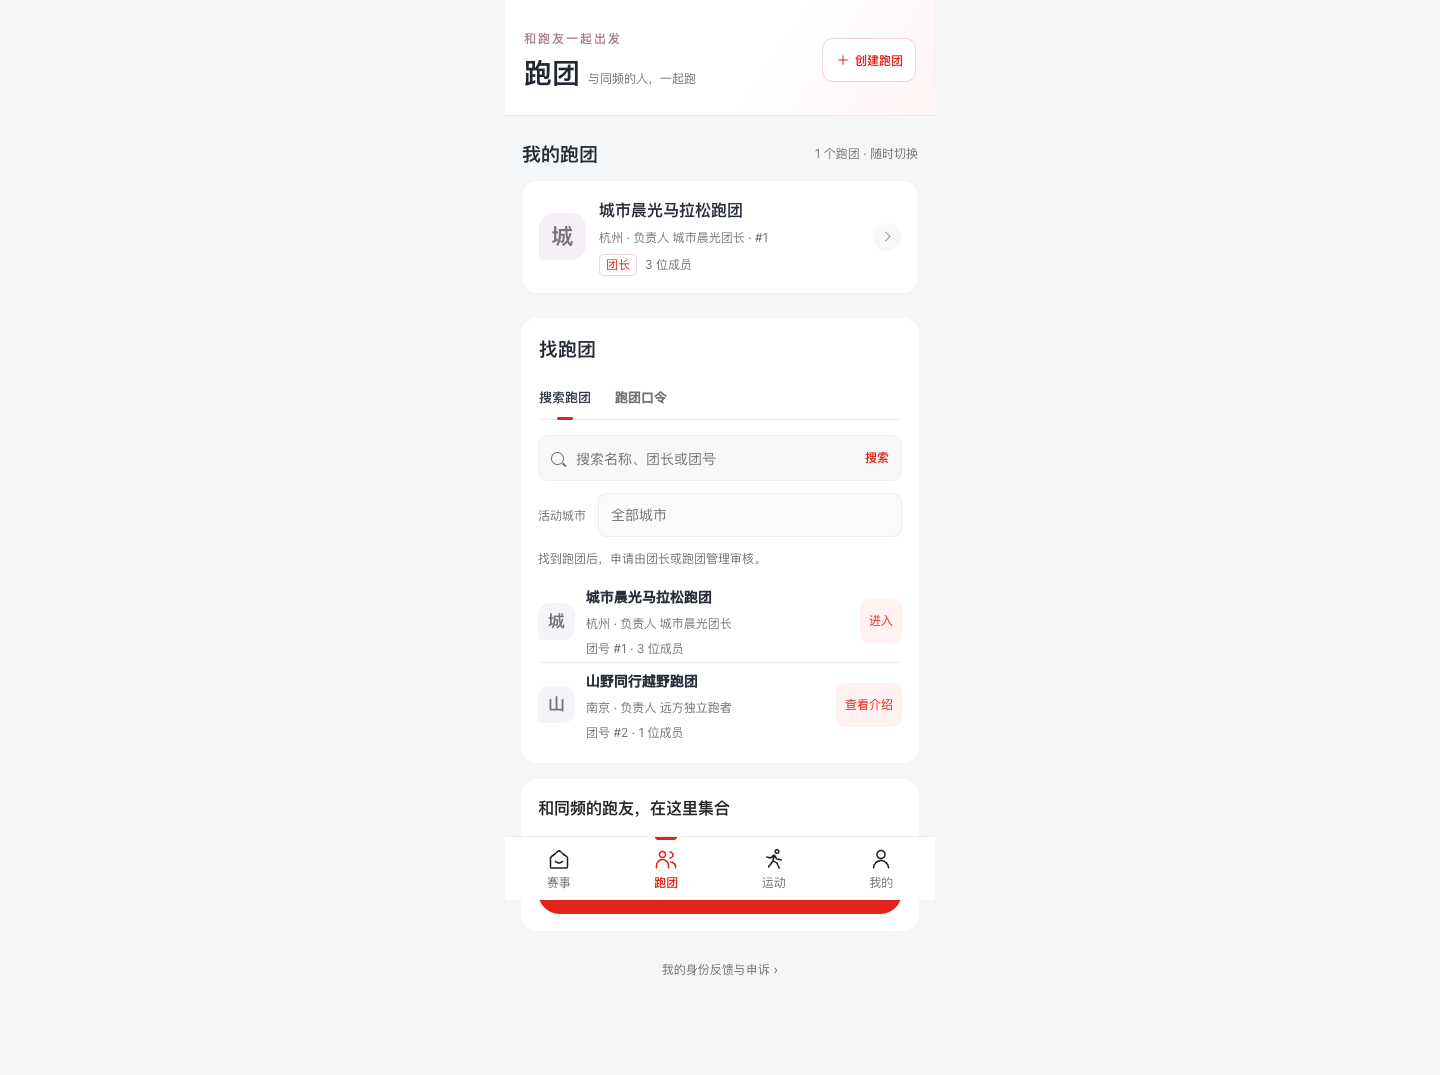 和跑友一起出发
跑团 与同频的人，一起跑
创建跑团
我的跑团
1 个跑团 · 随时切换
城
城市晨光马拉松跑团
杭州 · 负责人 城市晨光团长 · #1
团长 3 位成员
找跑团
搜索跑团 跑团口令
搜索名称、团长或团号 搜索
活动城市 全部城市
找到跑团后，申请由团长或跑团管理审核。
城
城市晨光马拉松跑团
杭州 · 负责人 城市晨光团长
团号 #1 · 3 位成员
进入
山
山野同行越野跑团
南京 · 负责人 远方独立跑者
团号 #2 · 1 位成员
查看介绍
和同频的跑友，在这里集合
赛事 跑团 运动 我的
我的身份反馈与申诉 ›